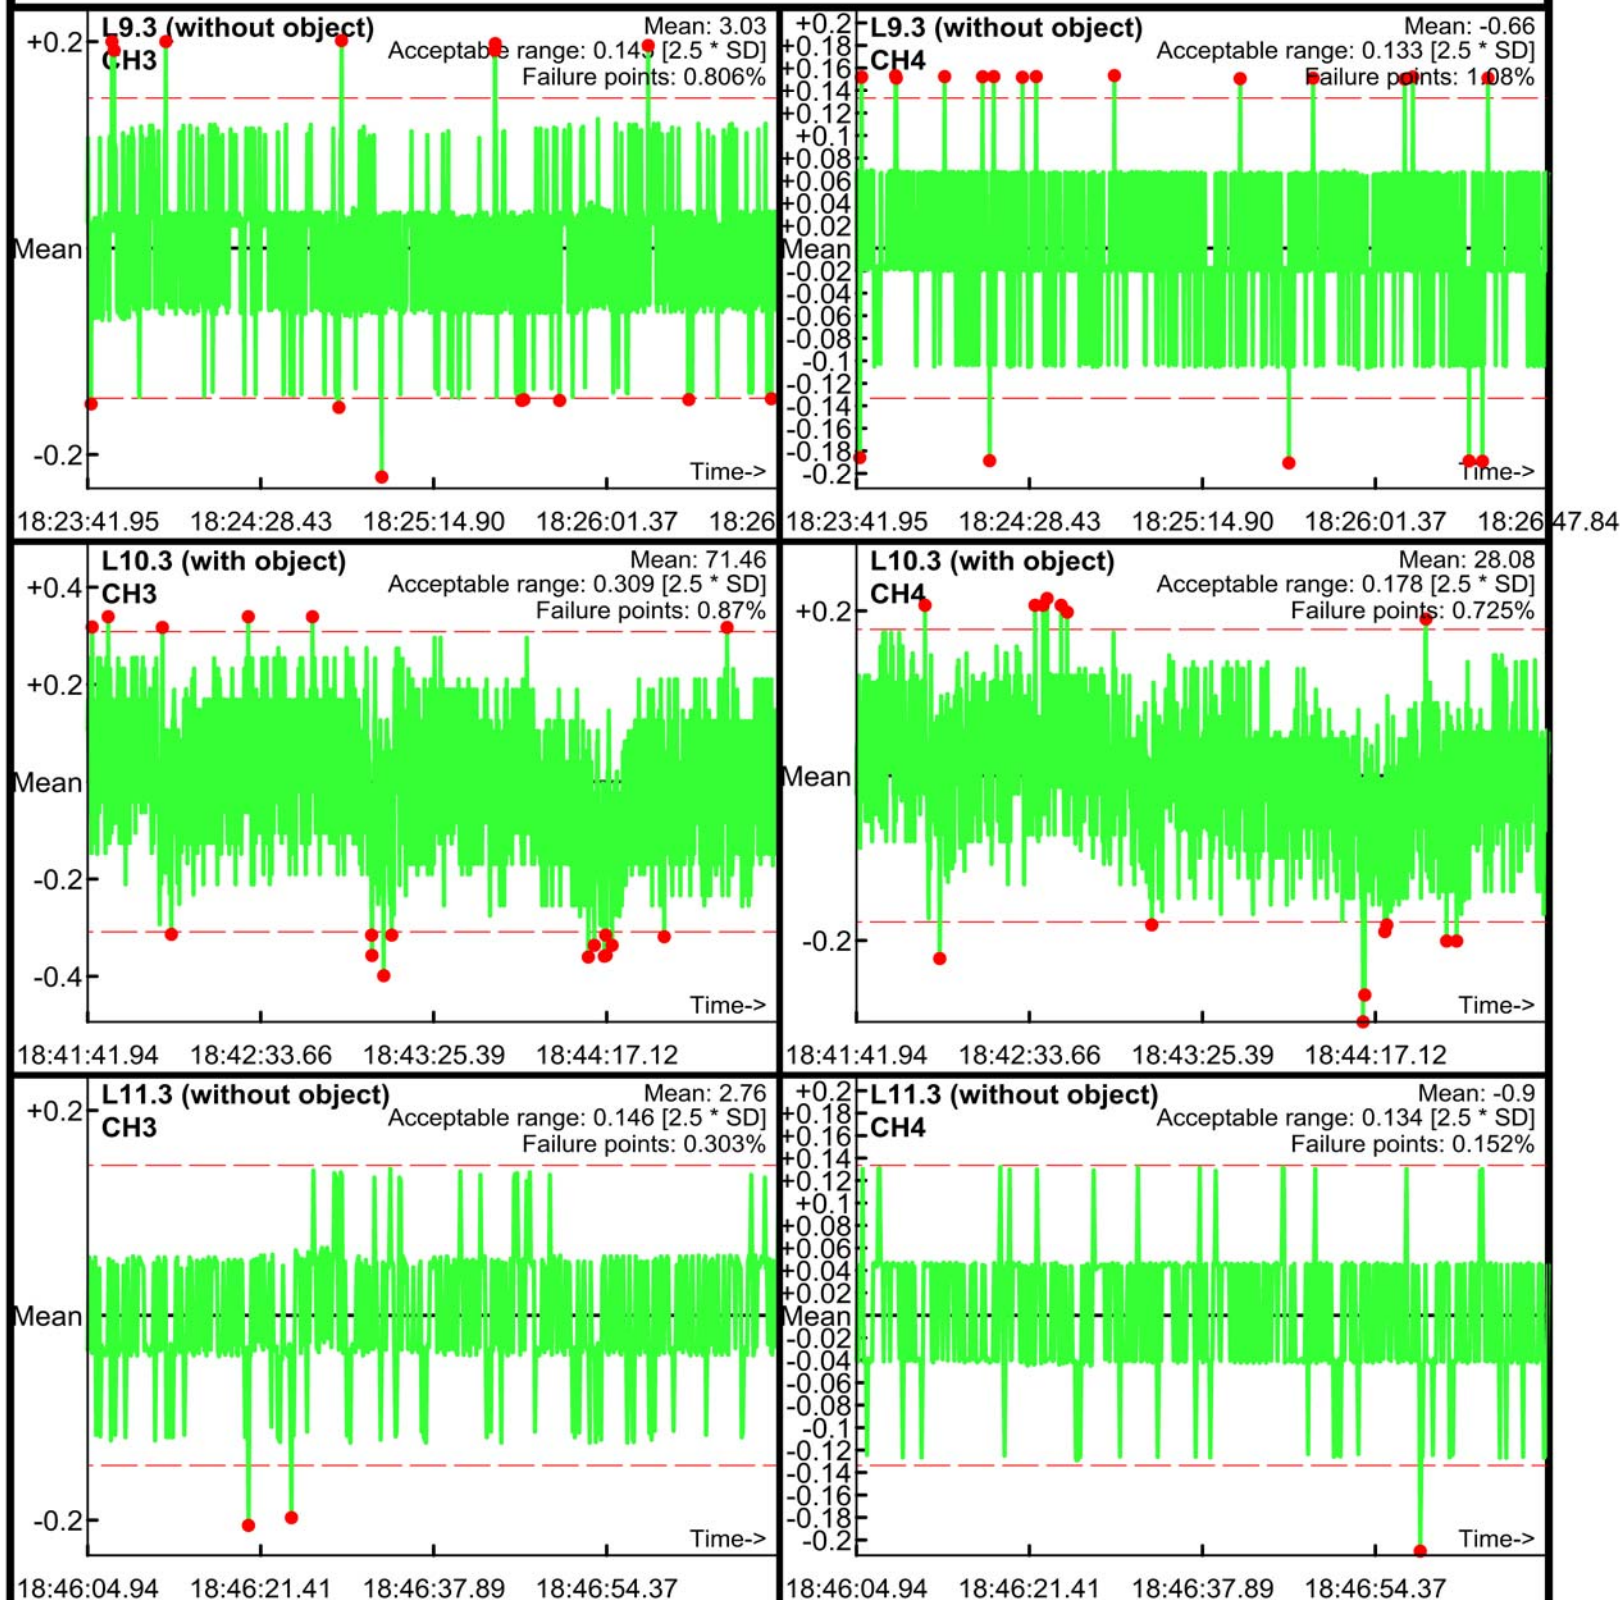 L9.3 (without object)
CH3
Mean: 3.03
Acceptable range: 0.145 [2.5 * SD]
Failure points: 0.806%
+0.2
Mean
-0.2
Time->
18:23:41.95 18:24:28.43 18:25:14.90 18:26:01.37 18:26
L9.3 (without object)
CH4
Mean: -0.66
Acceptable range: 0.133 [2.5 * SD]
Failure points: 1.08%
+0.2
+0.18
+0.16
+0.14
+0.12
+0.1
+0.08
+0.06
+0.04
+0.02
Mean
-0.02
-0.04
-0.06
-0.08
-0.1
-0.12
-0.14
-0.16
-0.18
-0.2
Time->
18:23:41.95 18:24:28.43 18:25:14.90 18:26:01.37 18:26:47.84
L10.3 (with object)
CH3
Mean: 71.46
Acceptable range: 0.309 [2.5 * SD]
Failure points: 0.87%
+0.4
+0.2
Mean
-0.2
-0.4
Time->
18:41:41.94 18:42:33.66 18:43:25.39 18:44:17.12
L10.3 (with object)
CH4
Mean: 28.08
Acceptable range: 0.178 [2.5 * SD]
Failure points: 0.725%
+0.2
Mean
-0.2
Time->
18:41:41.94 18:42:33.66 18:43:25.39 18:44:17.12
L11.3 (without object)
CH3
Mean: 2.76
Acceptable range: 0.146 [2.5 * SD]
Failure points: 0.303%
+0.2
Mean
-0.2
Time->
18:46:04.94 18:46:21.41 18:46:37.89 18:46:54.37
L11.3 (without object)
CH4
Mean: -0.9
Acceptable range: 0.134 [2.5 * SD]
Failure points: 0.152%
+0.2
+0.18
+0.16
+0.14
+0.12
+0.1
+0.08
+0.06
+0.04
+0.02
Mean
-0.02
-0.04
-0.06
-0.08
-0.1
-0.12
-0.14
-0.16
-0.18
-0.2
Time->
18:46:04.94 18:46:21.41 18:46:37.89 18:46:54.37